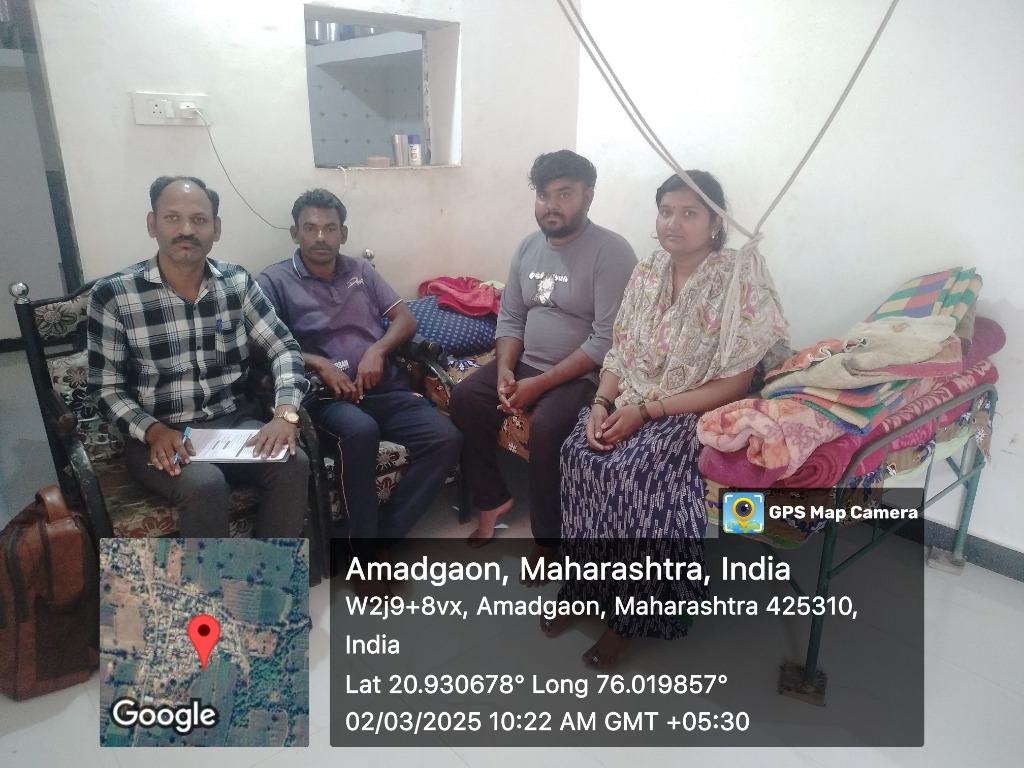 GPS Map Camera
Amadgaon, Maharashtra, India
W2j9+8vx, Amadgaon, Maharashtra 425310,
India
Lat 20.930678° Long 76.019857°
02/03/2025 10:22 AM GMT +05:30
Google